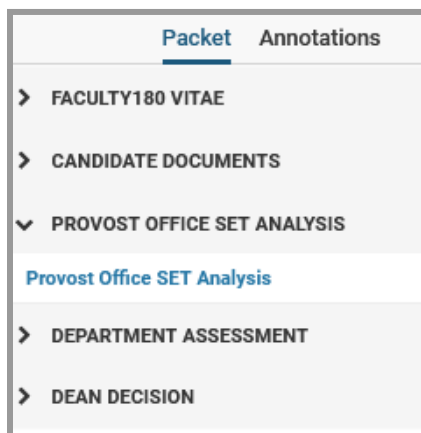 Packet Annotations
FACULTY180 VITAE
CANDIDATE DOCUMENTS
PROVOST OFFICE SET ANALYSIS
Provost Office SET Analysis
DEPARTMENT ASSESSMENT
DEAN DECISION